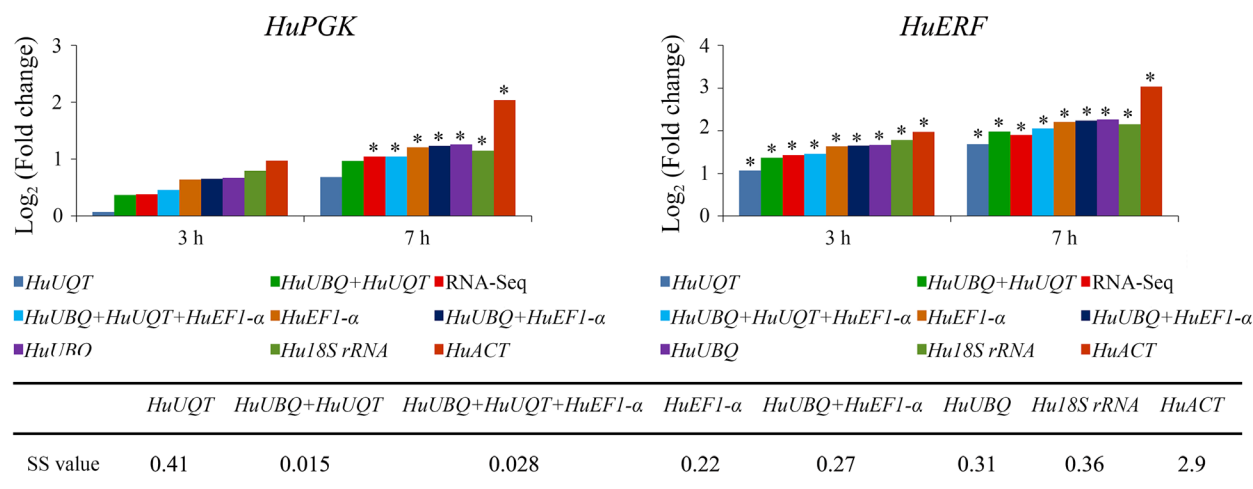 HuPGK
Log2 (Fold change)
3
2
1
0
* * * * * * *
3 h
7 h
HuUQT
HuUBQ+HuUQT
RNA-Seq
HuUBQ+HuUQT+HuEF1-α
HuEF1-α
HuUBQ+HuEF1-α
HuUBQ
Hu18S rRNA
HuACT
HuERF
Log2 (Fold change)
4
3
2
1
0
* * * * * * * * *
* * * * * * * * *
3 h
7 h
HuUQT
HuUBQ+HuUQT
RNA-Seq
HuUBQ+HuUQT+HuEF1-α
HuEF1-α
HuUBQ+HuEF1-α
HuUBQ
Hu18S rRNA
HuACT
HuUQT HuUBQ+HuUQT HuUBQ+HuUQT+HuEF1-α HuEF1-α HuUBQ+HuEF1-α HuUBQ Hu18S rRNA HuACT
SS value 0.41 0.015 0.028 0.22 0.27 0.31 0.36 2.9